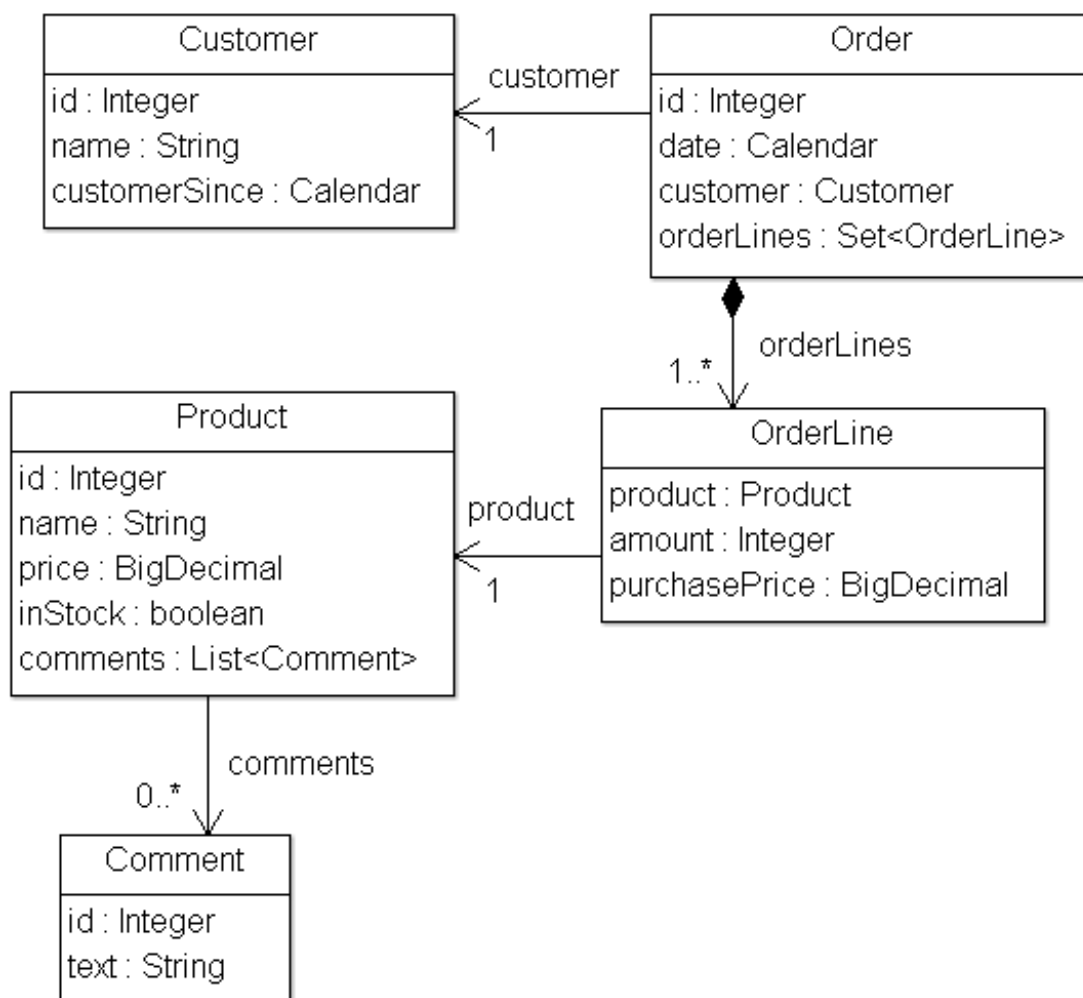 Customer
id : Integer
name : String
customerSince : Calendar
customer
1
Order
id : Integer
date : Calendar
customer : Customer
orderLines : Set<OrderLine>
orderLines
1..*
Product
id : Integer
name : String
price : BigDecimal
inStock : boolean
comments : List<Comment>
product
1
OrderLine
product : Product
amount : Integer
purchasePrice : BigDecimal
comments
0..*
Comment
id : Integer
text : String